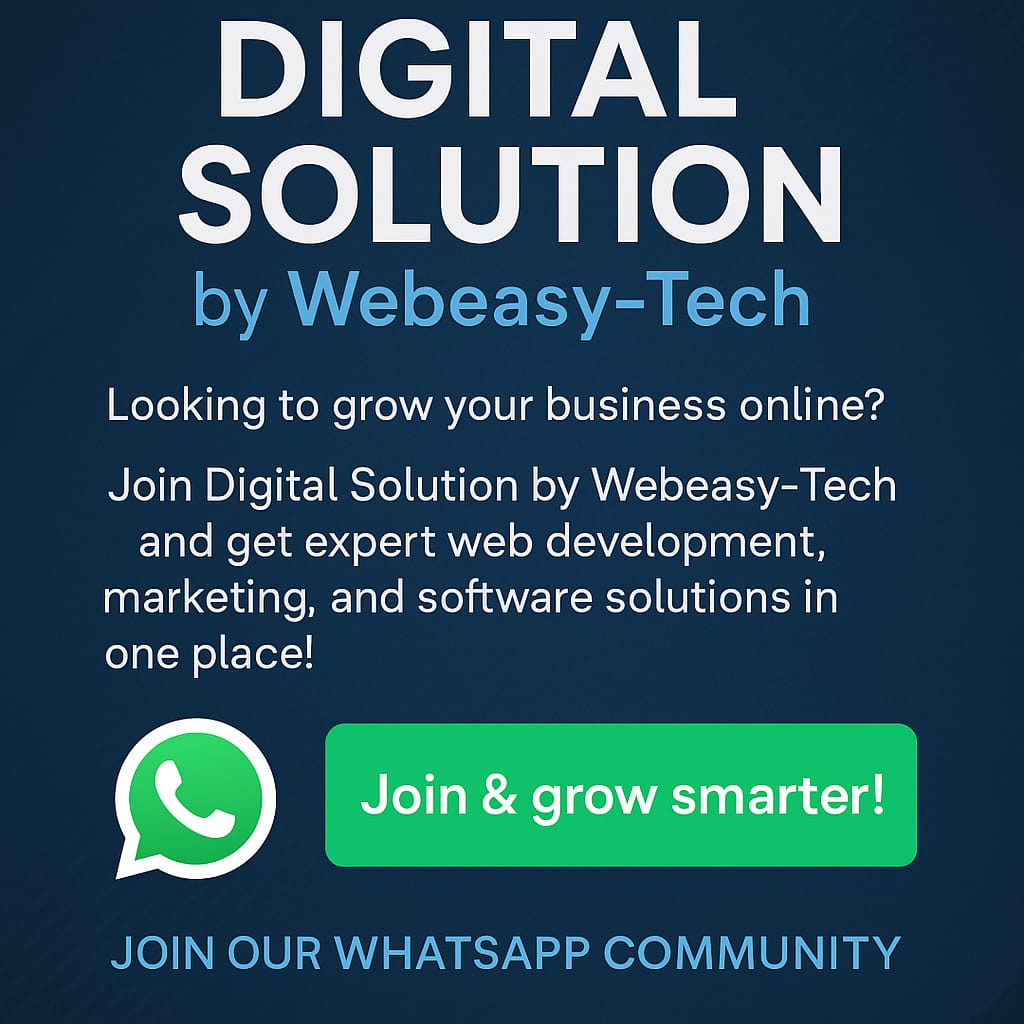 DIGITAL
SOLUTION
by Webeasy-Tech
Looking to grow your business online?
Join Digital Solution by Webeasy-Tech
and get expert web development,
marketing, and software solutions in
one place!
Join & grow smarter!
JOIN OUR WHATSAPP COMMUNITY